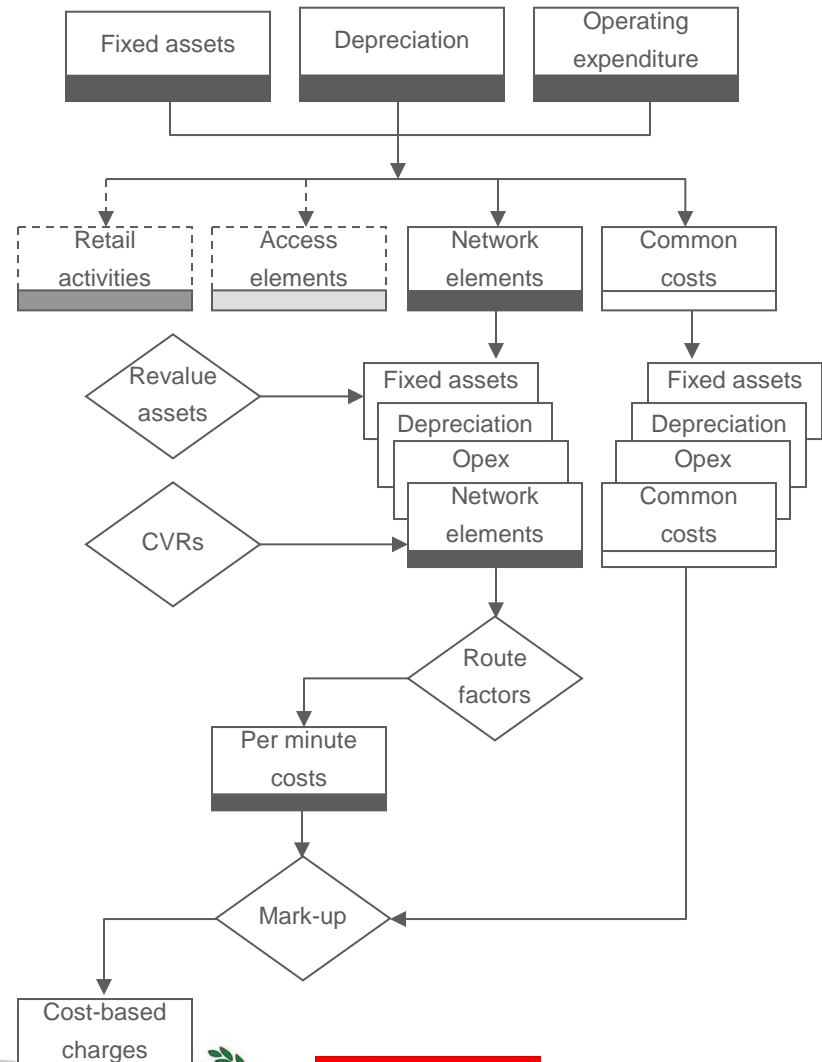 Fixed assets
Depreciation
Operating
expenditure
Retail
activities
Access
elements
Network
elements
Common
costs
Revalue
assets
Fixed assets
Depreciation
Opex
Network
elements
Fixed assets
Depreciation
Opex
Common
costs
CVRs
Route
factors
Per minute
costs
Mark-up
Cost-based
charges